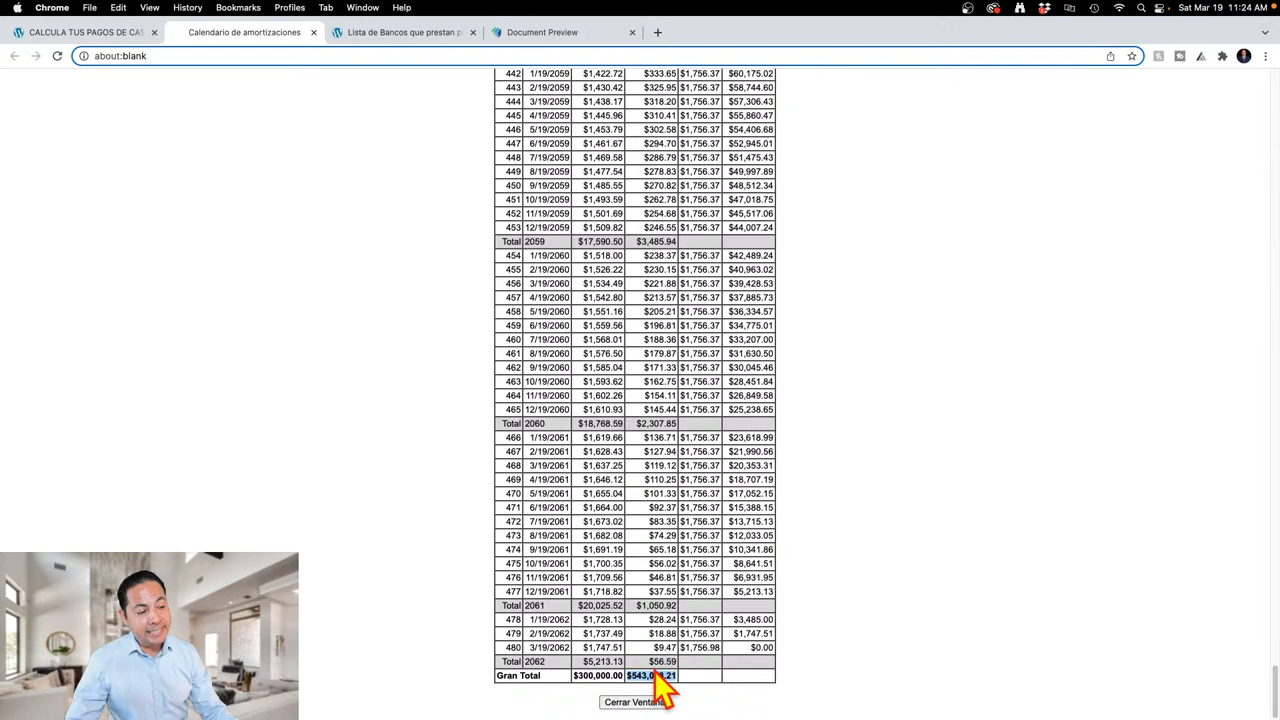 Chrome File Edit View History Bookmarks Profiles Tab Window Help Sat Mar 19 11:24 AM
CALCULA TUS PAGOS DE CAS Calendario de amortizaciones Lista de Bancos que prestan p Document Preview
about:blank
442 1/19/2059 $1,422.72 $333.65 $1,756.37 $60,175.02
443 2/19/2059 $1,430.42 $325.95 $1,756.37 $58,744.60
444 3/19/2059 $1,438.17 $318.20 $1,756.37 $57,306.43
445 4/19/2059 $1,445.96 $310.41 $1,756.37 $55,860.47
446 5/19/2059 $1,453.79 $302.58 $1,756.37 $54,406.68
447 6/19/2059 $1,461.67 $294.70 $1,756.37 $52,945.01
448 7/19/2059 $1,469.58 $286.79 $1,756.37 $51,475.43
449 8/19/2059 $1,477.54 $278.83 $1,756.37 $49,997.89
450 9/19/2059 $1,485.55 $270.82 $1,756.37 $48,512.34
451 10/19/2059 $1,493.59 $262.78 $1,756.37 $47,018.75
452 11/19/2059 $1,501.69 $254.68 $1,756.37 $45,517.06
453 12/19/2059 $1,509.82 $246.55 $1,756.37 $44,007.24
Total 2059 $17,590.50 $3,485.94
454 1/19/2060 $1,518.00 $238.37 $1,756.37 $42,489.24
455 2/19/2060 $1,526.22 $230.15 $1,756.37 $40,963.02
456 3/19/2060 $1,534.49 $221.88 $1,756.37 $39,428.53
457 4/19/2060 $1,542.80 $213.57 $1,756.37 $37,885.73
458 5/19/2060 $1,551.16 $205.21 $1,756.37 $36,334.57
459 6/19/2060 $1,559.56 $196.81 $1,756.37 $34,775.01
460 7/19/2060 $1,568.01 $188.36 $1,756.37 $33,207.00
461 8/19/2060 $1,576.50 $179.87 $1,756.37 $31,630.50
462 9/19/2060 $1,585.04 $171.33 $1,756.37 $30,045.46
463 10/19/2060 $1,593.62 $162.75 $1,756.37 $28,451.84
464 11/19/2060 $1,602.26 $154.11 $1,756.37 $26,849.58
465 12/19/2060 $1,610.93 $145.44 $1,756.37 $25,238.65
Total 2060 $18,768.59 $2,307.85
466 1/19/2061 $1,619.66 $136.71 $1,756.37 $23,618.99
467 2/19/2061 $1,628.43 $127.94 $1,756.37 $21,990.56
468 3/19/2061 $1,637.25 $119.12 $1,756.37 $20,353.31
469 4/19/2061 $1,646.12 $110.25 $1,756.37 $18,707.19
470 5/19/2061 $1,655.04 $101.33 $1,756.37 $17,052.15
471 6/19/2061 $1,664.00 $92.37 $1,756.37 $15,388.15
472 7/19/2061 $1,673.02 $83.35 $1,756.37 $13,715.13
473 8/19/2061 $1,682.08 $74.29 $1,756.37 $12,033.05
474 9/19/2061 $1,691.19 $65.18 $1,756.37 $10,341.86
475 10/19/2061 $1,700.35 $56.02 $1,756.37 $8,641.51
476 11/19/2061 $1,709.56 $46.81 $1,756.37 $6,931.95
477 12/19/2061 $1,718.82 $37.55 $1,756.37 $5,213.13
Total 2061 $20,025.52 $1,050.92
478 1/19/2062 $1,728.13 $28.24 $1,756.37 $3,485.00
479 2/19/2062 $1,737.49 $18.88 $1,756.37 $1,747.51
480 3/19/2062 $1,747.51 $9.47 $1,756.98 $0.00
Total 2062 $5,213.13 $56.59
Gran Total $300,000.00
Cerrar